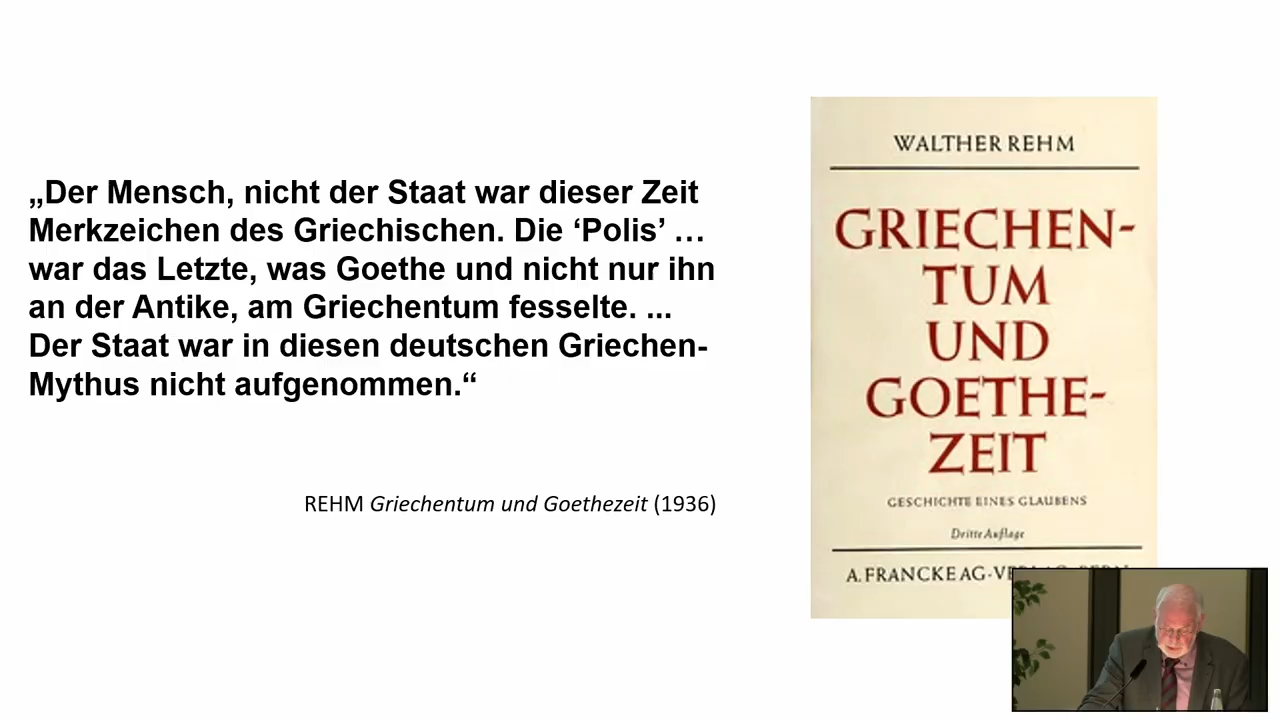 „Der Mensch, nicht der Staat war dieser Zeit
Merkzeichen des Griechischen. Die ‘Polis’ …
war das Letzte, was Goethe und nicht nur ihn
an der Antike, am Griechentum fesselte. ...
Der Staat war in diesen deutschen Griechen-
Mythus nicht aufgenommen.“
REHM Griechentum und Goethezeit (1936)
WALTHER REHM
GRIECHEN-
TUM
UND
GOETHE-
ZEIT
GESCHICHTE EINES GLAUBENS
Dritte Auflage
A. FRANCKE AG